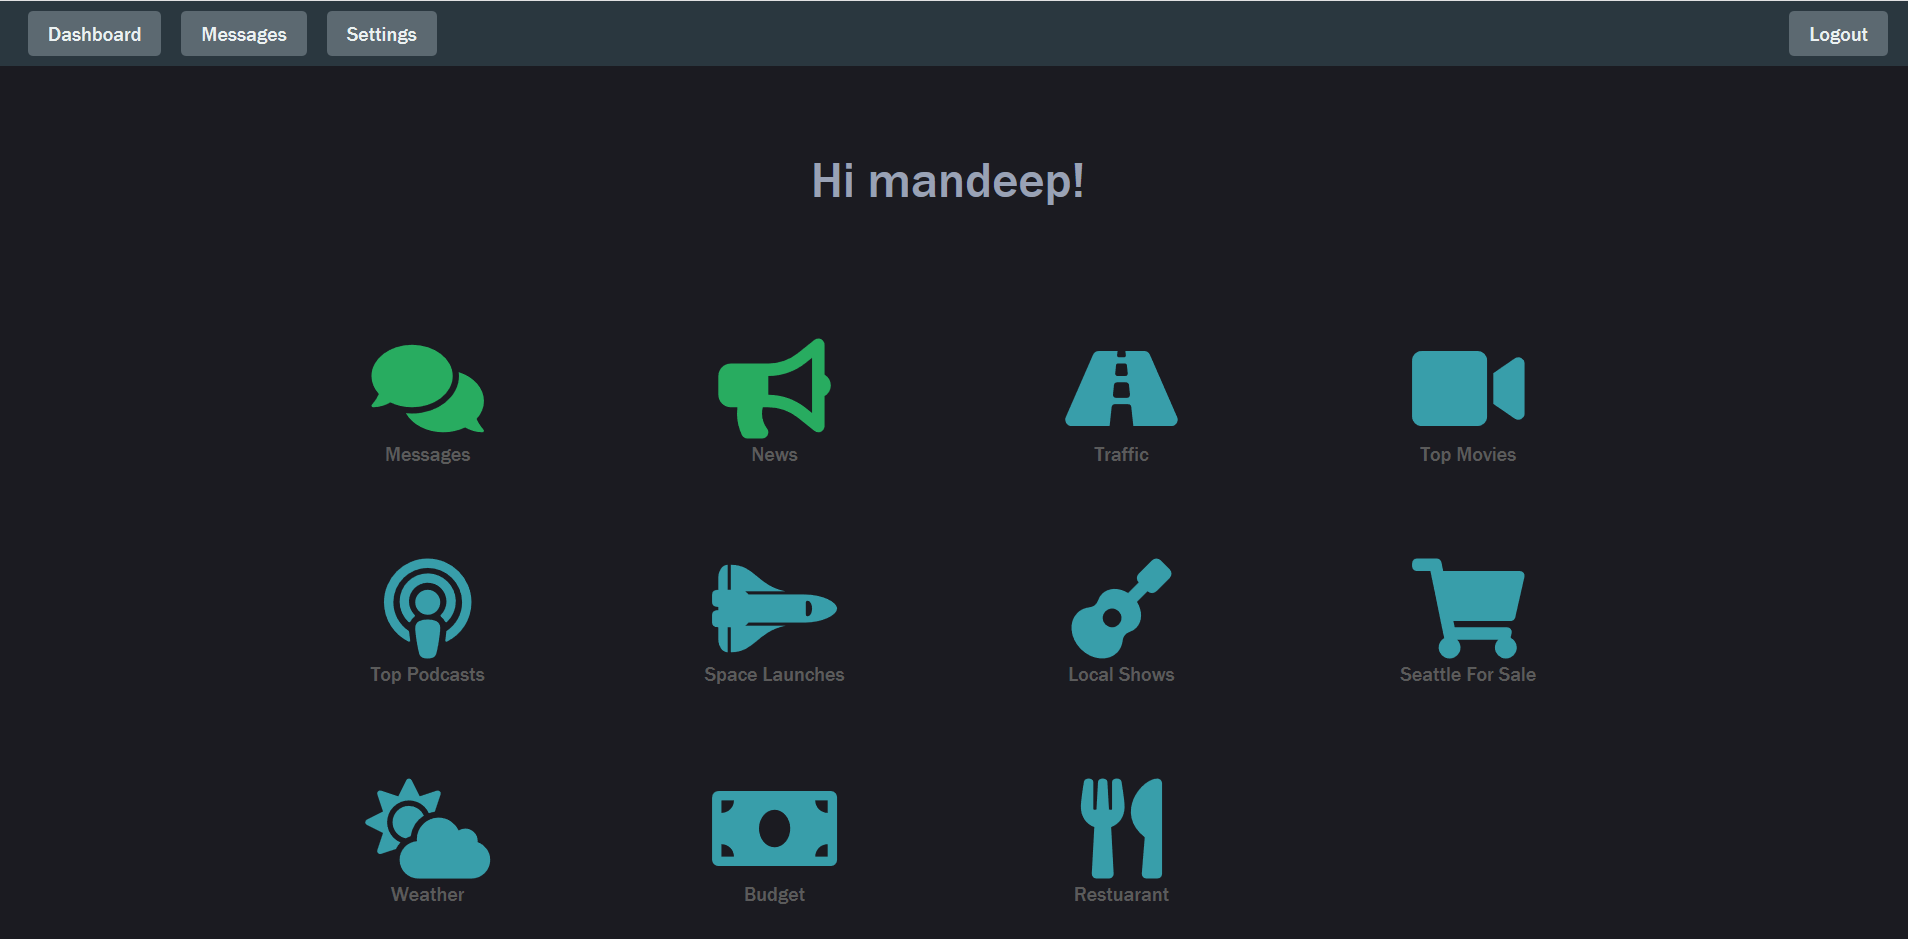 Dashboard Messages Settings Logout
Hi mandeep!
Messages News Traffic Top Movies
Top Podcasts Space Launches Local Shows Seattle For Sale
Weather Budget Restuarant